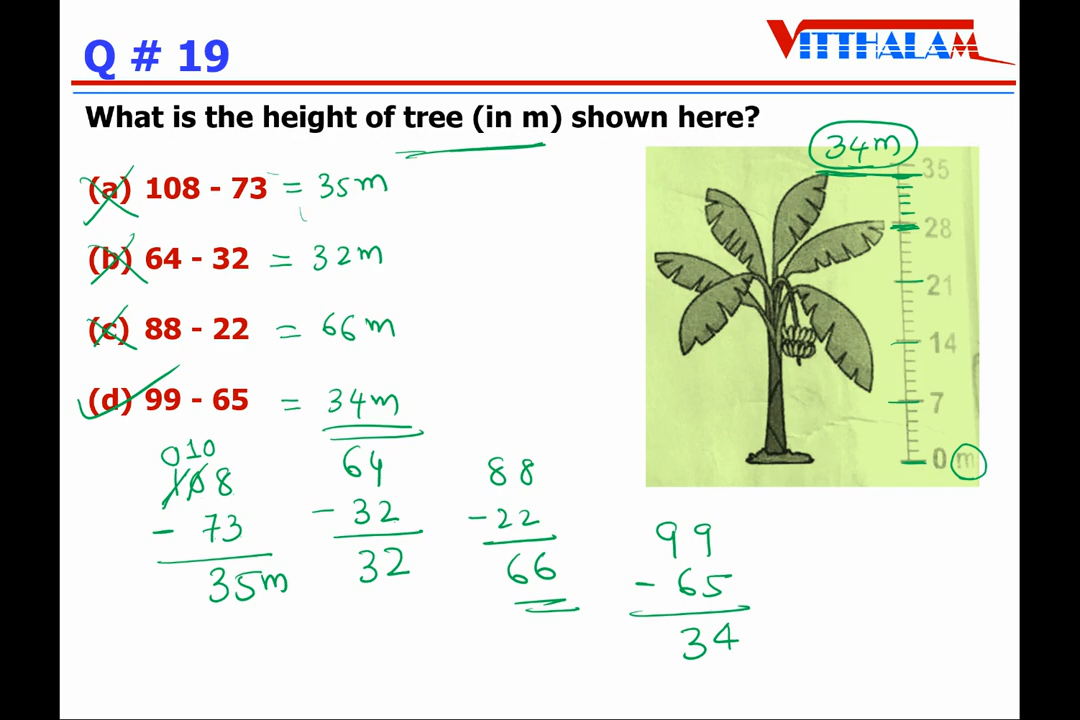 Q # 19
VITTHALAM
What is the height of tree (in m) shown here?
34m
(a) 108 - 73 = 35m
(b) 64 - 32 = 32m
(c) 88 - 22 = 66m
(d) 99 - 65 = 34m
35
28
21
14
7
0 m
0 10
108
- 73
35m
64
- 32
32
88
- 22
66
99
- 65
34